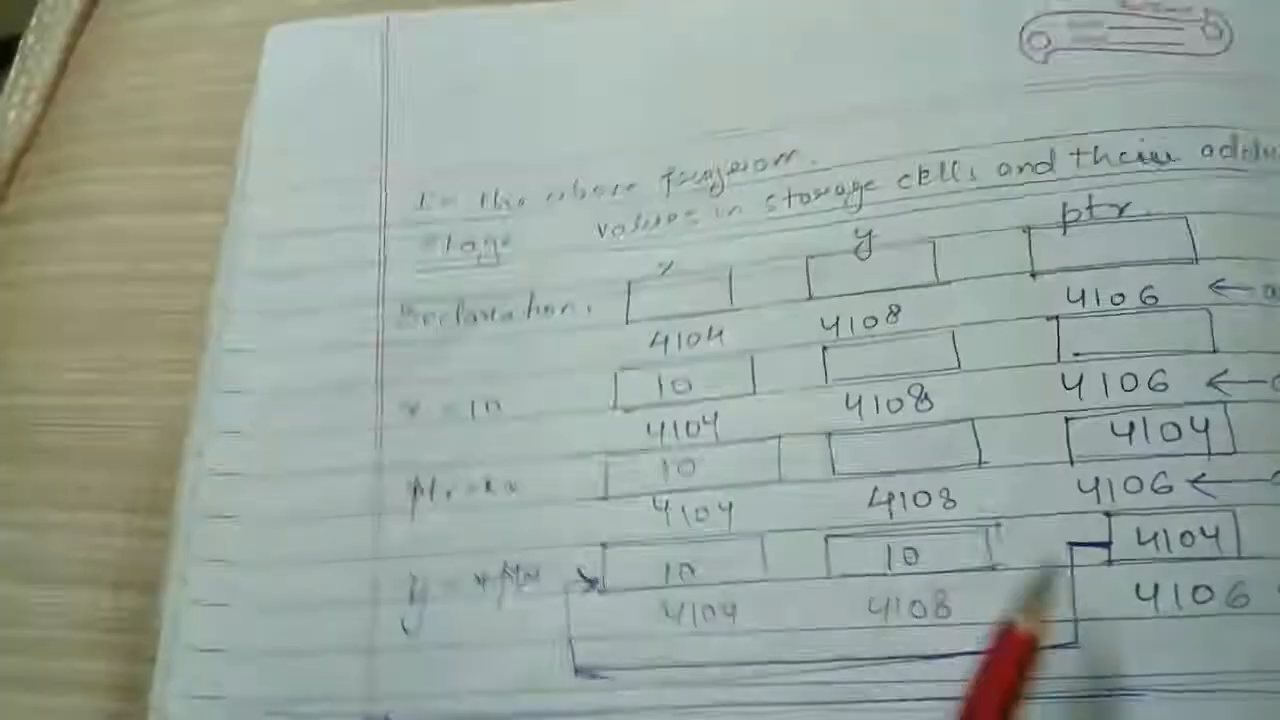 In the above program.
Stage values in storage cells and their
x y ptr
Declaration.
4104 4108 4106 ←
x = 10 10
4104 4108 4106 ←
10 4104
4104 4108 4106 ←
y = *ptr 10 10 4104
4104 4108 4106